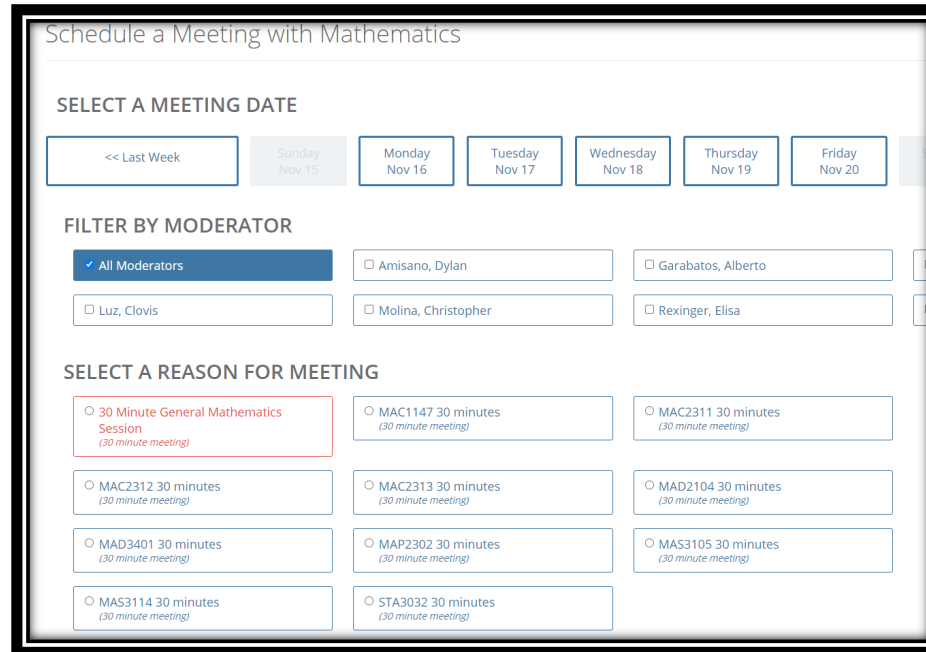 Schedule a Meeting with Mathematics
SELECT A MEETING DATE
<< Last Week
Sunday
Nov 15
Monday
Nov 16
Tuesday
Nov 17
Wednesday
Nov 18
Thursday
Nov 19
Friday
Nov 20
FILTER BY MODERATOR
All Moderators
Amisano, Dylan
Garabatos, Alberto
Luz, Clovis
Molina, Christopher
Rexinger, Elisa
SELECT A REASON FOR MEETING
30 Minute General Mathematics
Session
(30 minute meeting)
MAC1147 30 minutes
(30 minute meeting)
MAC2311 30 minutes
(30 minute meeting)
MAC2312 30 minutes
(30 minute meeting)
MAC2313 30 minutes
(30 minute meeting)
MAD2104 30 minutes
(30 minute meeting)
MAD3401 30 minutes
(30 minute meeting)
MAP2302 30 minutes
(30 minute meeting)
MAS3105 30 minutes
(30 minute meeting)
MAS3114 30 minutes
(30 minute meeting)
STA3032 30 minutes
(30 minute meeting)